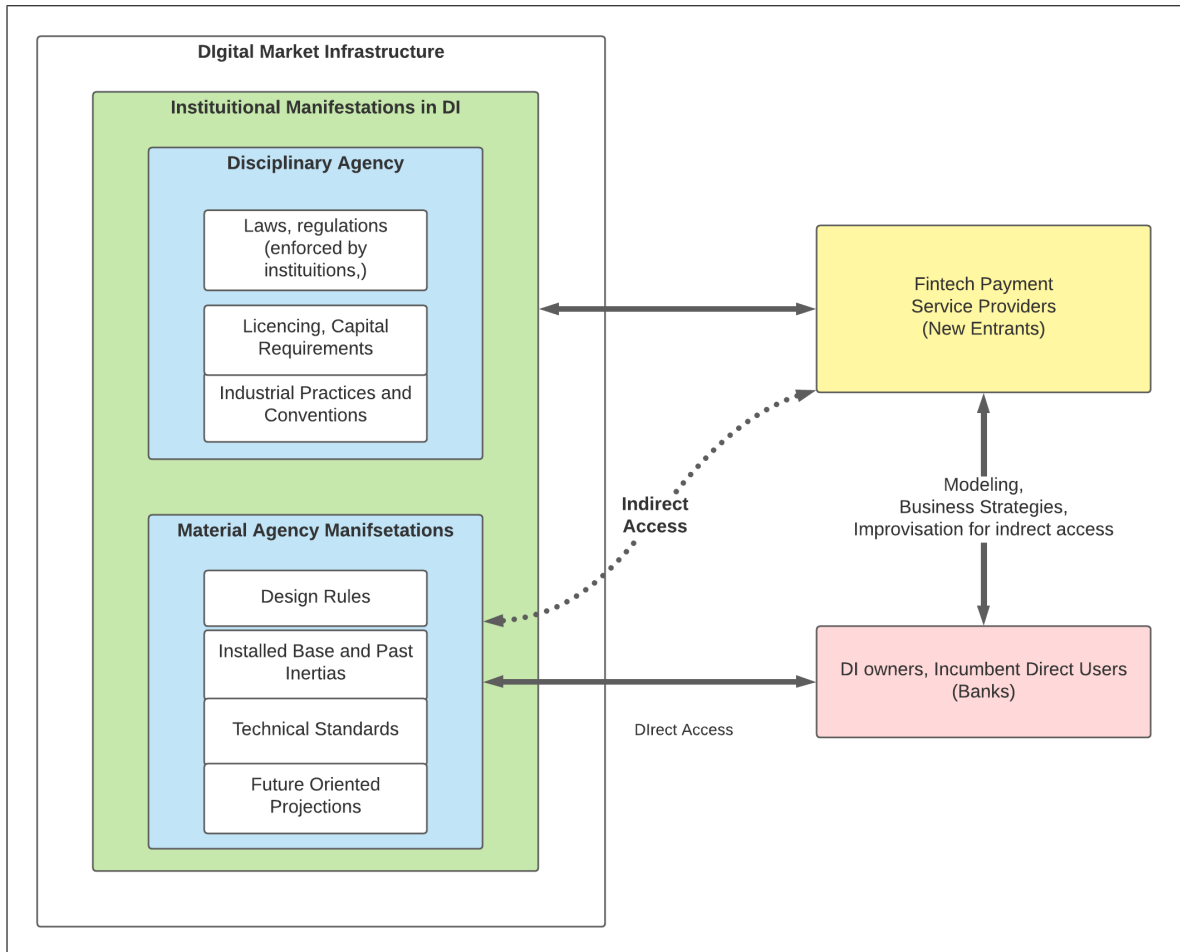 DIgital Market Infrastructure
Instituitional Manifestations in DI
Disciplinary Agency
Laws, regulations
(enforced by
instituitions,)
Licencing, Capital
Requirements
Industrial Practices and
Conventions
Material Agency Manifsetations
Design Rules
Installed Base and Past
Inertias
Technical Standards
Future Oriented
Projections
Indirect
Access
DIrect Access
Fintech Payment
Service Providers
(New Entrants)
Modeling,
Business Strategies,
Improvisation for indirect access
DI owners, Incumbent Direct Users
(Banks)